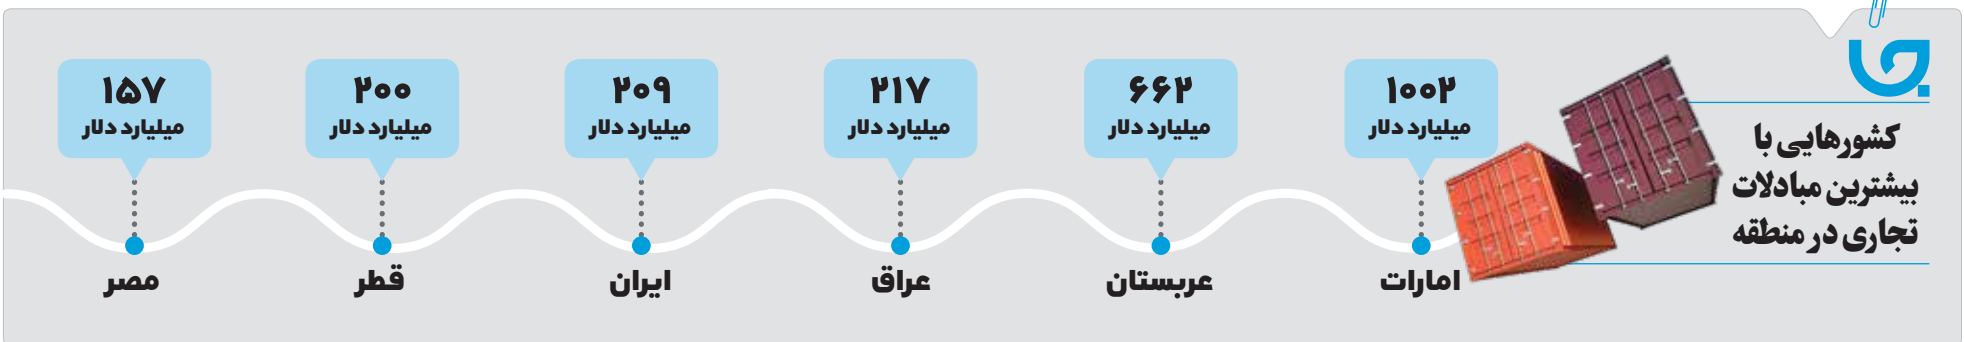 کشورهایی با
بیشترین مبادلات
تجاری در منطقه
۱۰۰۲
میلیارد دلار
امارات
۶۶۲
میلیارد دلار
عربستان
۲۱۷
میلیارد دلار
عراق
۲۰۹
میلیارد دلار
ایران
۲۰۰
میلیارد دلار
قطر
۱۵۷
میلیارد دلار
مصر